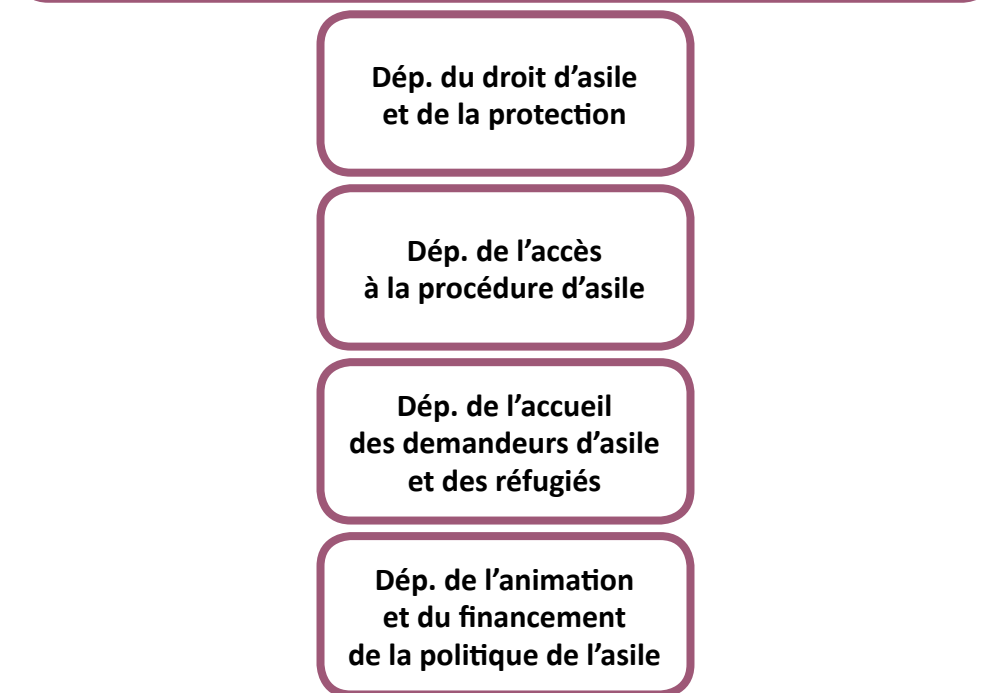 Dép. du droit d’asile
et de la protection
Dép. de l’accès
à la procédure d’asile
Dép. de l’accueil
des demandeurs d’asile
et des réfugiés
Dép. de l’animation
et du financement
de la politique de l’asile